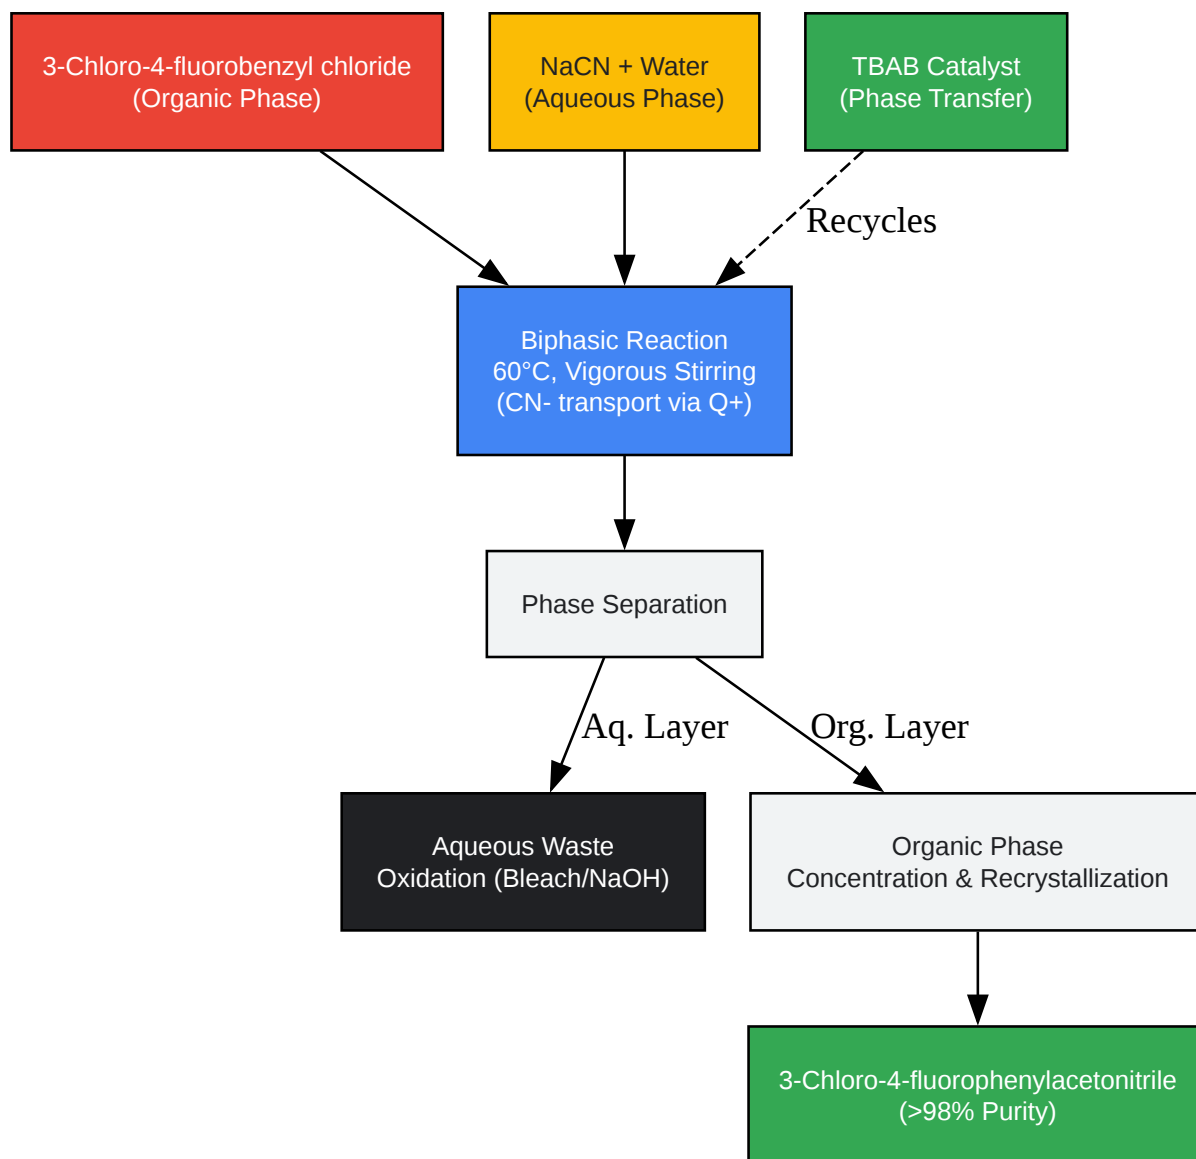 3-Chloro-4-fluorobenzyl chloride
(Organic Phase)
NaCN + Water
(Aqueous Phase)
TBAB Catalyst
(Phase Transfer)
Recycles
Biphasic Reaction
60°C, Vigorous Stirring
(CN- transport via Q+)
Phase Separation
Aq. Layer
Org. Layer
Aqueous Waste
Oxidation (Bleach/NaOH)
Organic Phase
Concentration & Recrystallization
3-Chloro-4-fluorophenylacetonitrile
(>98% Purity)